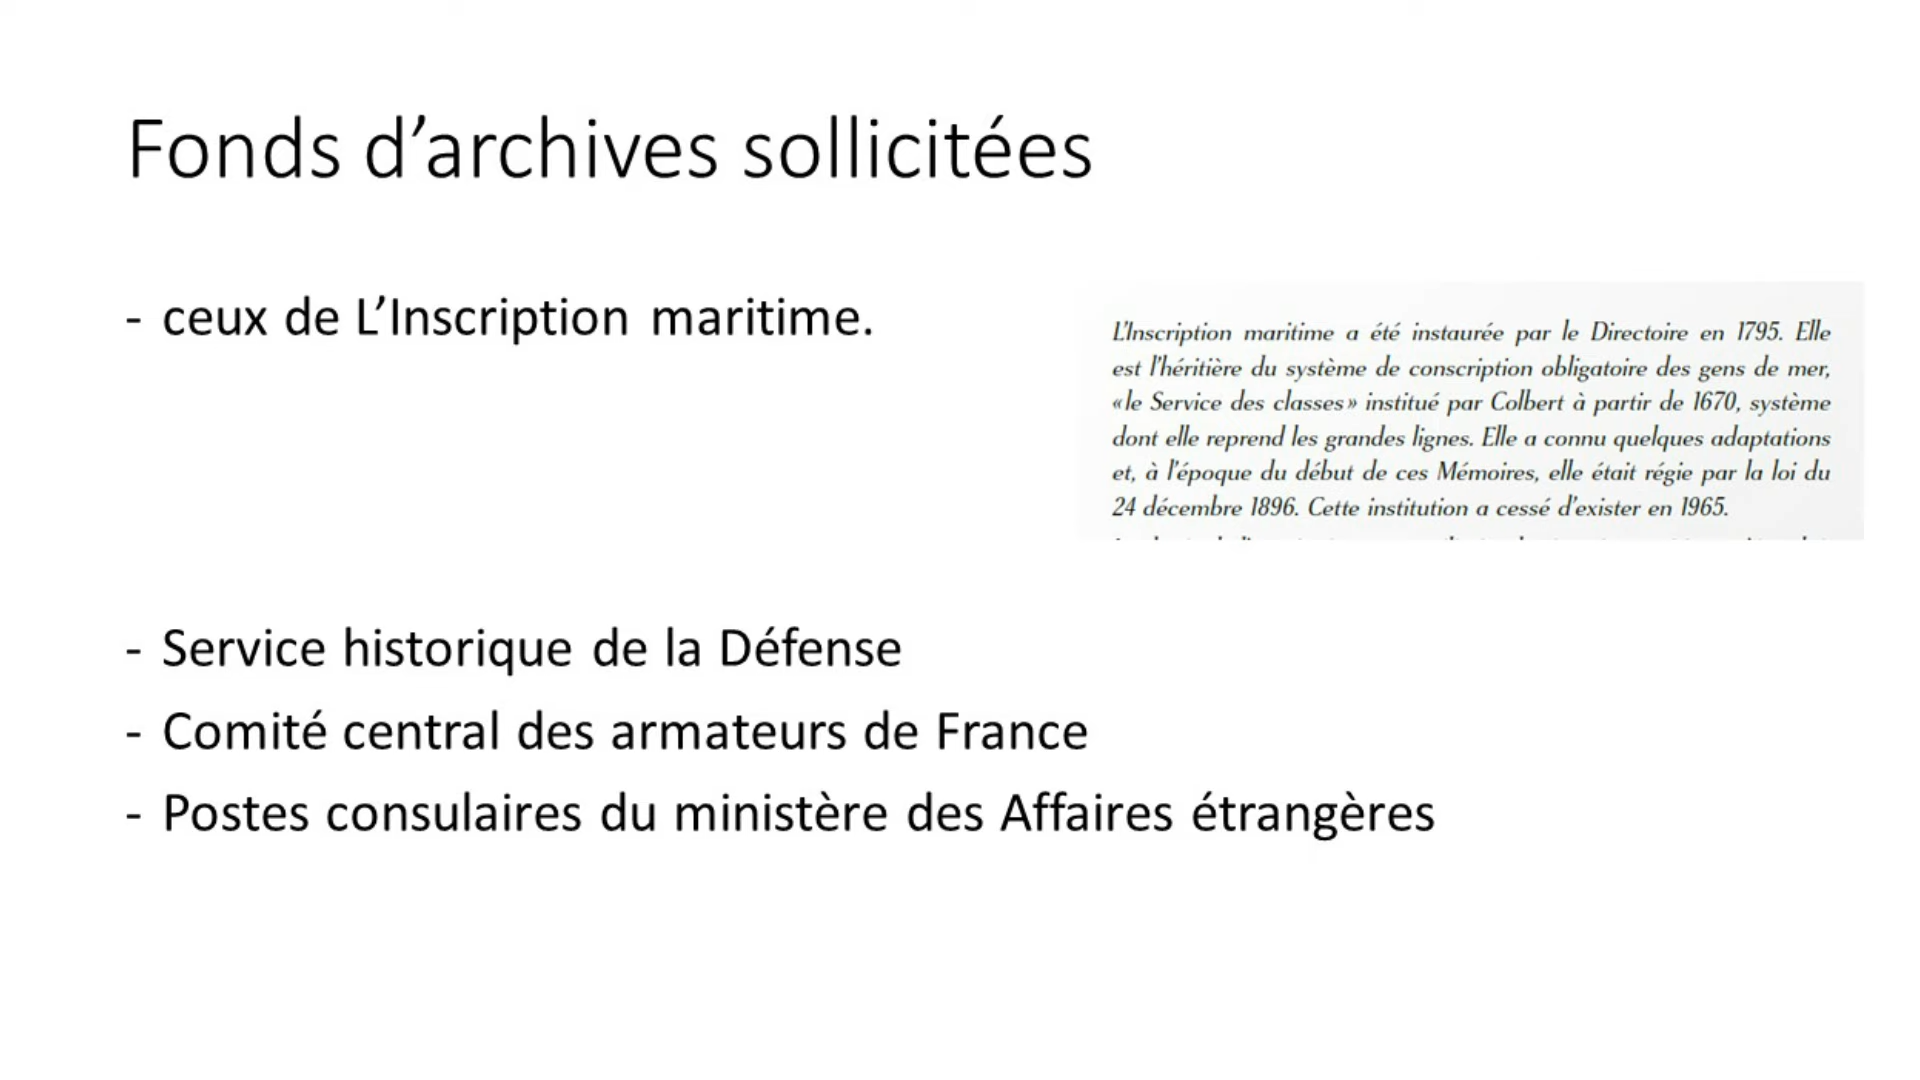 Fonds d’archives sollicitées
- ceux de L’Inscription maritime.
L’Inscription maritime a été instaurée par le Directoire en 1795. Elle
est l’héritière du système de conscription obligatoire des gens de mer,
«le Service des classes» institué par Colbert à partir de 1670, système
dont elle reprend les grandes lignes. Elle a connu quelques adaptations
et, à l’époque du début de ces Mémoires, elle était régie par la loi du
24 décembre 1896. Cette institution a cessé d’exister en 1965.
- Service historique de la Défense
- Comité central des armateurs de France
- Postes consulaires du ministère des Affaires étrangères